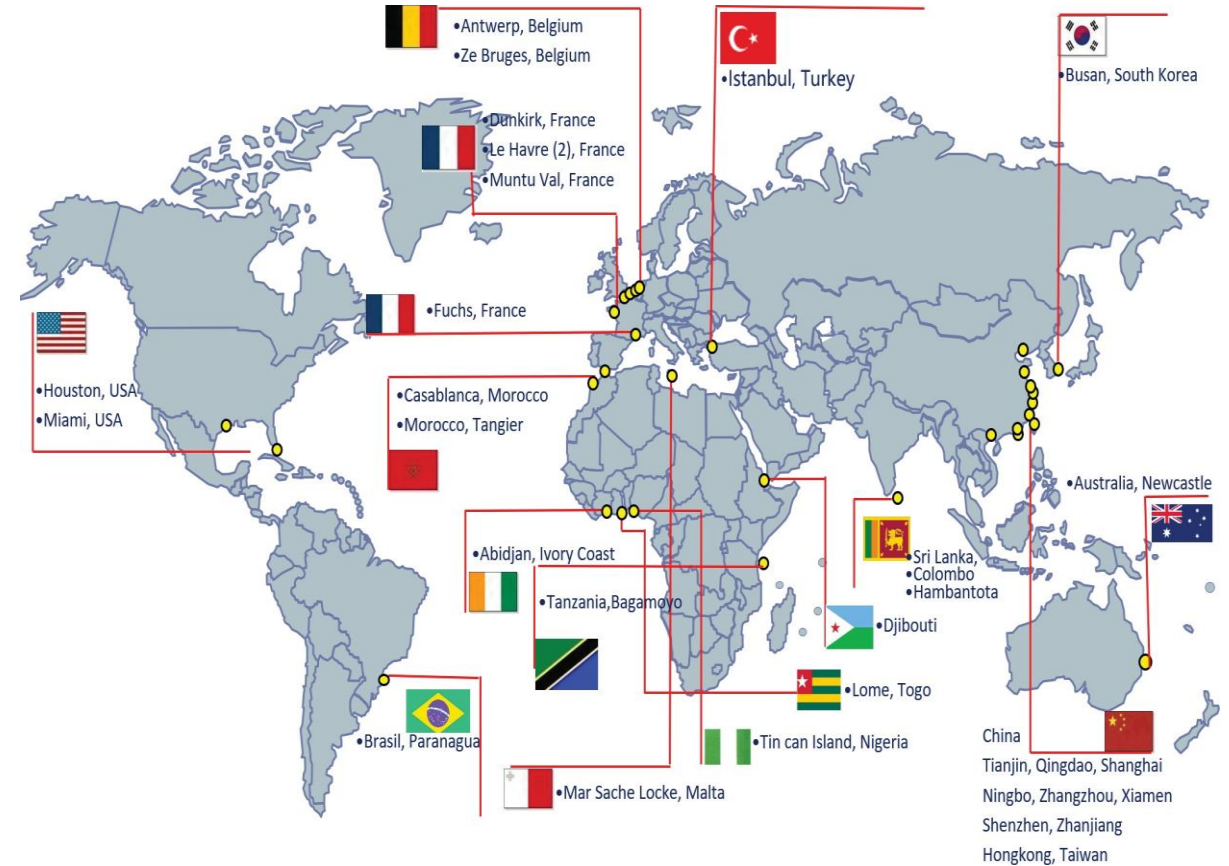 •Antwerp, Belgium
•Ze Bruges, Belgium
•Istanbul, Turkey
•Busan, South Korea
•Dunkirk, France
•Le Havre (2), France
•Muntu Val, France
•Fuchs, France
•Houston, USA
•Miami, USA
•Casablanca, Morocco
•Morocco, Tangier
•Australia, Newcastle
•Abidjan, Ivory Coast
•Sri Lanka,
•Colombo
•Hambantota
•Tanzania,Bagamoyo
•Djibouti
•Lome, Togo
•Brasil, Paranagua
•Tin can Island, Nigeria
•Mar Sache Locke, Malta
China
Tianjin, Qingdao, Shanghai
Ningbo, Zhangzhou, Xiamen
Shenzhen, Zhanjiang
Hongkong, Taiwan